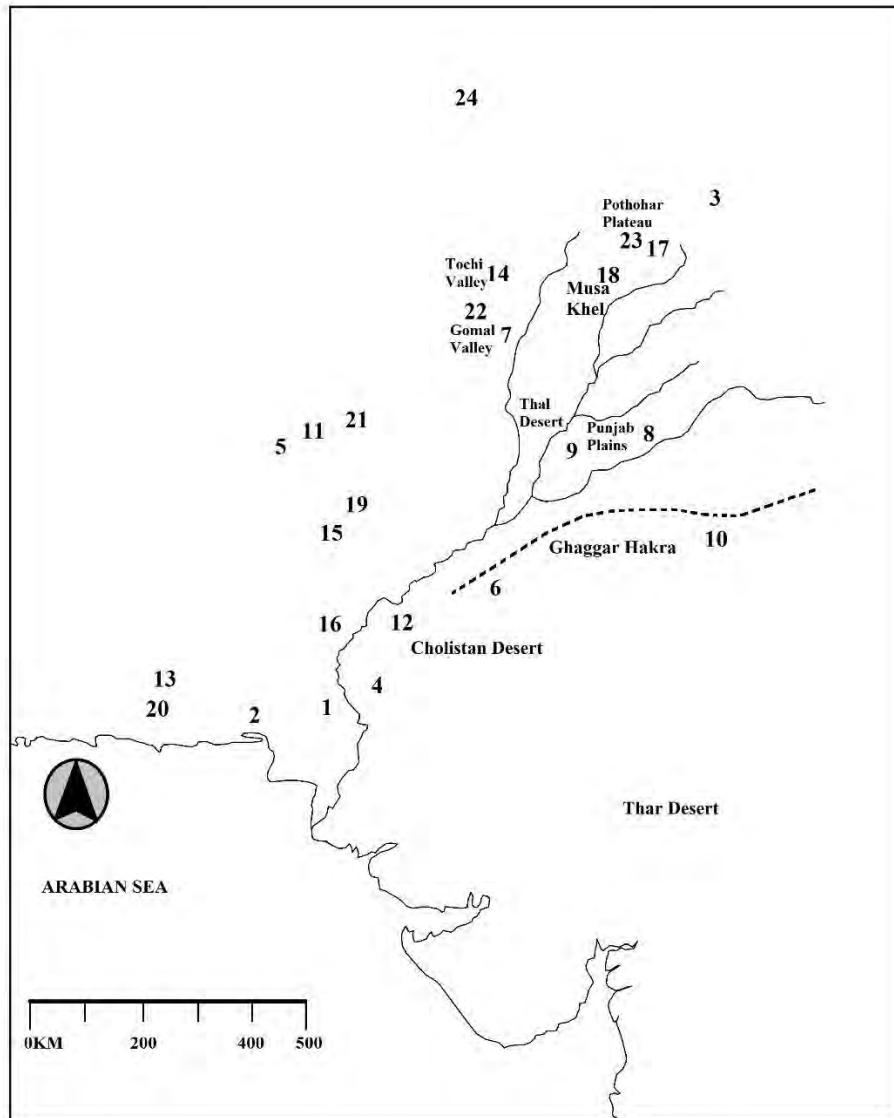 24
3
Pothohar
Plateau
23
17
Tochi
Valley
14
18
Musa
Khel
22
Gomal
Valley
7
Thal
Desert
21
11
5
Punjab
Plains
8
9
19
15
10
Ghaggar Hakra
6
16
12
Cholistan Desert
13
4
20
2
1
Thar Desert
ARABIAN SEA
0KM
200
400
500